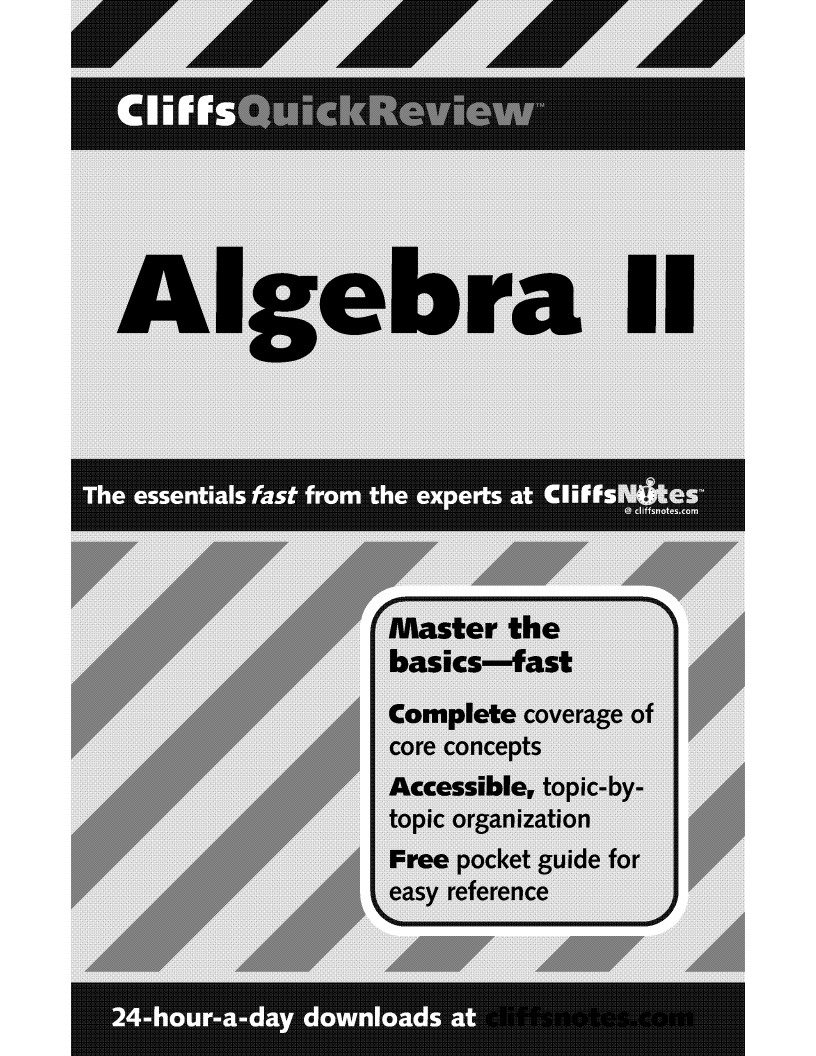 CliffsQuickReview™
Algebra II
The essentials fast from the experts at CliffsNotes™
@ cliffsnotes.com
Master the
basics—fast
Complete coverage of
core concepts
Accessible, topic-by-
topic organization
Free pocket guide for
easy reference
24-hour-a-day downloads at cliffsnotes.com